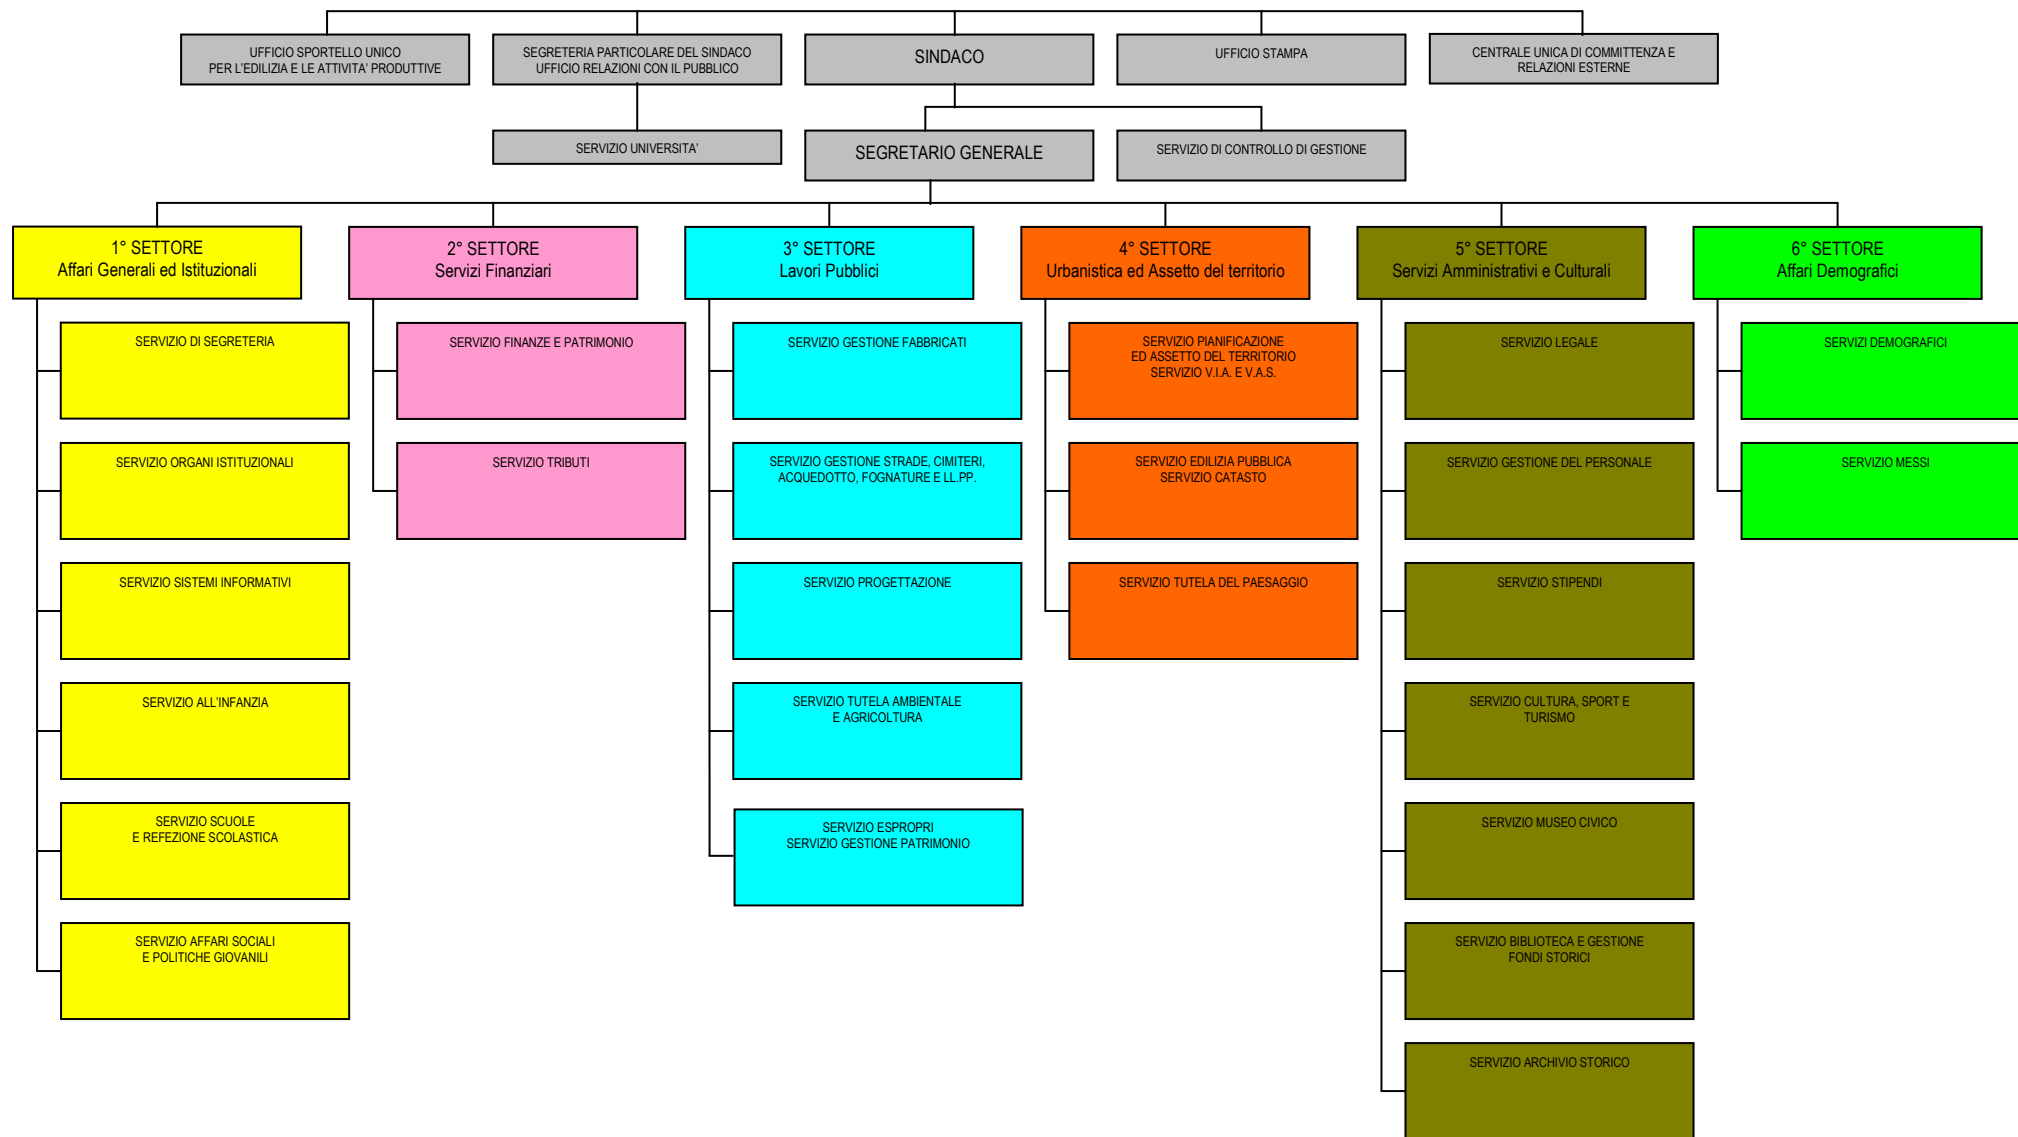 UFFICIO SPORTELLO UNICO
PER L'EDILIZIA E LE ATTIVITA' PRODUTTIVE
SEGRETERIA PARTICOLARE DEL SINDACO
UFFICIO RELAZIONI CON IL PUBBLICO
SINDACO
UFFICIO STAMPA
CENTRALE UNICA DI COMMITTENZA E
RELAZIONI ESTERNE
SERVIZIO UNIVERSITA'
SEGRETARIO GENERALE
SERVIZIO DI CONTROLLO DI GESTIONE
1° SETTORE
Affari Generali ed Istituzionali
SERVIZIO DI SEGRETERIA
SERVIZIO ORGANI ISTITUZIONALI
SERVIZIO SISTEMI INFORMATIVI
SERVIZIO ALL'INFANZIA
SERVIZIO SCUOLE
E REFEZIONE SCOLASTICA
SERVIZIO AFFARI SOCIALI
E POLITICHE GIOVANILI
2° SETTORE
Servizi Finanziari
SERVIZIO FINANZE E PATRIMONIO
SERVIZIO TRIBUTI
3° SETTORE
Lavori Pubblici
SERVIZIO GESTIONE FABBRICATI
SERVIZIO GESTIONE STRADE, CIMITERI,
ACQUEDOTTO, FOGNATURE E LL.PP.
SERVIZIO PROGETTAZIONE
SERVIZIO TUTELA AMBIENTALE
E AGRICOLTURA
SERVIZIO ESPROPRI
SERVIZIO GESTIONE PATRIMONIO
4° SETTORE
Urbanistica ed Assetto del territorio
SERVIZIO PIANIFICAZIONE
ED ASSETTO DEL TERRITORIO
SERVIZIO V.I.A. E V.A.S.
SERVIZIO EDILIZIA PUBBLICA
SERVIZIO CATASTO
SERVIZIO TUTELA DEL PAESAGGIO
5° SETTORE
Servizi Amministrativi e Culturali
SERVIZIO LEGALE
SERVIZIO GESTIONE DEL PERSONALE
SERVIZIO STIPENDI
SERVIZIO CULTURA, SPORT E
TURISMO
SERVIZIO MUSEO CIVICO
SERVIZIO BIBLIOTECA E GESTIONE
FONDI STORICI
SERVIZIO ARCHIVIO STORICO
6° SETTORE
Affari Demografici
SERVIZI DEMOGRAFICI
SERVIZIO MESSI